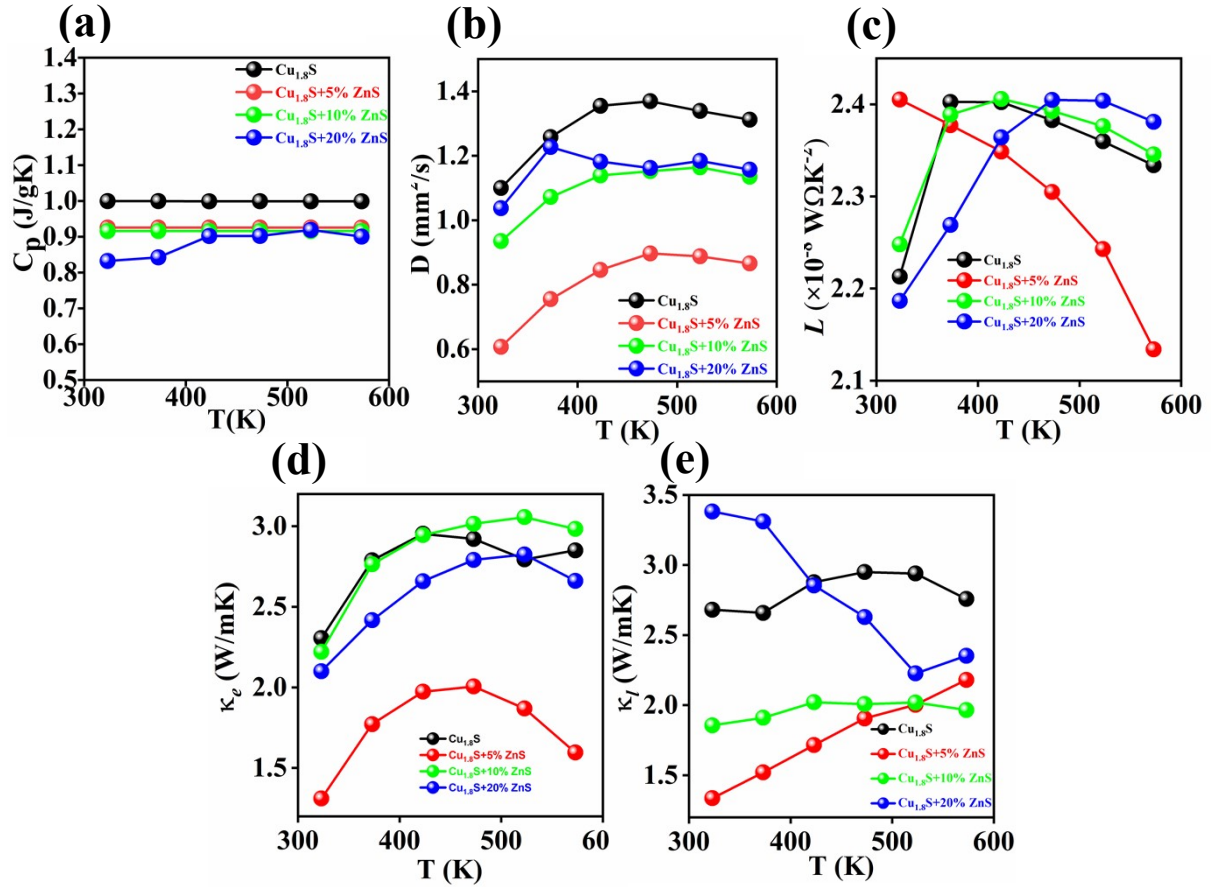 (a)
(b)
(c)
1.4
1.3
1.2
1.1
1.0
0.9
0.8
0.7
0.6
0.5
Cp (J/gK)
Cu1.8S
Cu1.8S+5% ZnS
Cu1.8S+10% ZnS
Cu1.8S+20% ZnS
300 400 500 600
T(K)
1.4
1.2
1.0
0.8
0.6
D (mm²/s)
Cu1.8S
Cu1.8S+5% ZnS
Cu1.8S+10% ZnS
Cu1.8S+20% ZnS
300 400 500 600
T (K)
2.4
2.3
2.2
2.1
L (×10⁻⁸ WΩK⁻²)
Cu1.8S
Cu1.8S+5% ZnS
Cu1.8S+10% ZnS
Cu1.8S+20% ZnS
300 400 500 600
T (K)
(d)
(e)
3.0
2.5
2.0
1.5
κe (W/mK)
Cu1.8S
Cu1.8S+5% ZnS
Cu1.8S+10% ZnS
Cu1.8S+20% ZnS
300 400 500 60
T (K)
3.5
3.0
2.5
2.0
1.5
κl (W/mK)
Cu1.8S
Cu1.8S+5% ZnS
Cu1.8S+10% ZnS
Cu1.8S+20% ZnS
300 400 500 600
T (K)